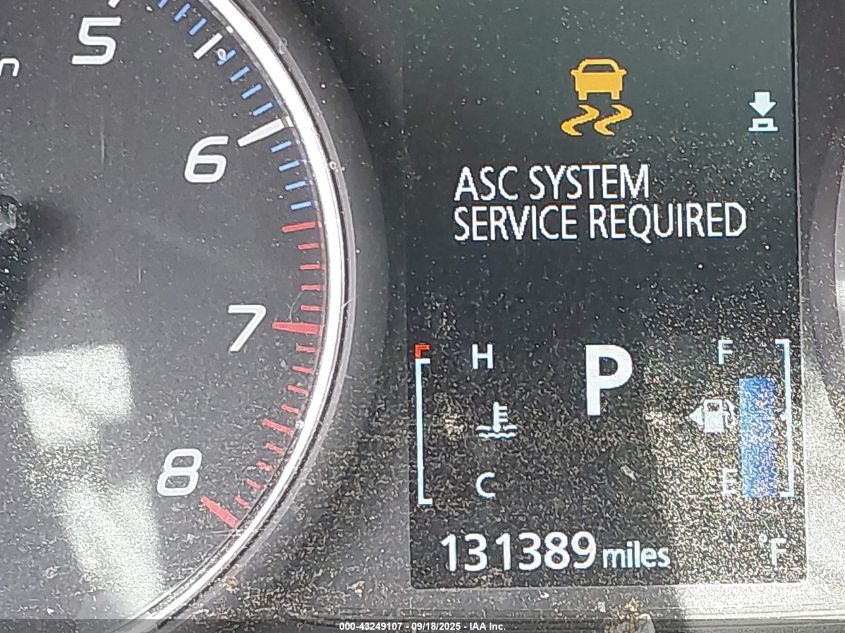 5
6
7
8
ASC SYSTEM
SERVICE REQUIRED
H
P
F
C
E
131389 miles
°F
000-43249107 - 09/18/2025 - IAA Inc.